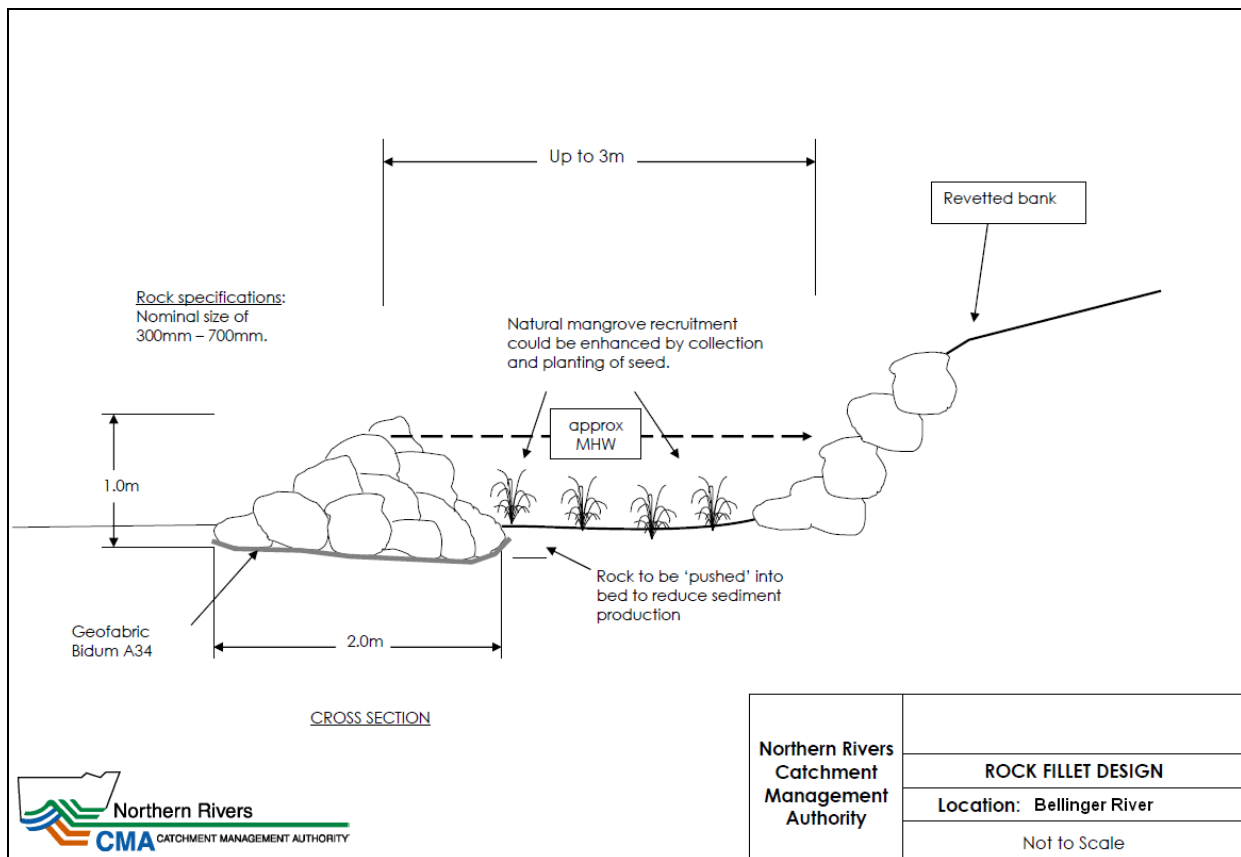 Up to 3m
Revetted bank
Rock specifications:
Nominal size of
300mm – 700mm.
Natural mangrove recruitment
could be enhanced by collection
and planting of seed.
approx
MHW
1.0m
Rock to be ‘pushed’ into
bed to reduce sediment
production
Geofabric
Bidum A34
2.0m
CROSS SECTION
Northern Rivers
CMA CATCHMENT MANAGEMENT AUTHORITY
Northern Rivers
Catchment
Management
Authority
ROCK FILLET DESIGN
Location: Bellinger River
Not to Scale